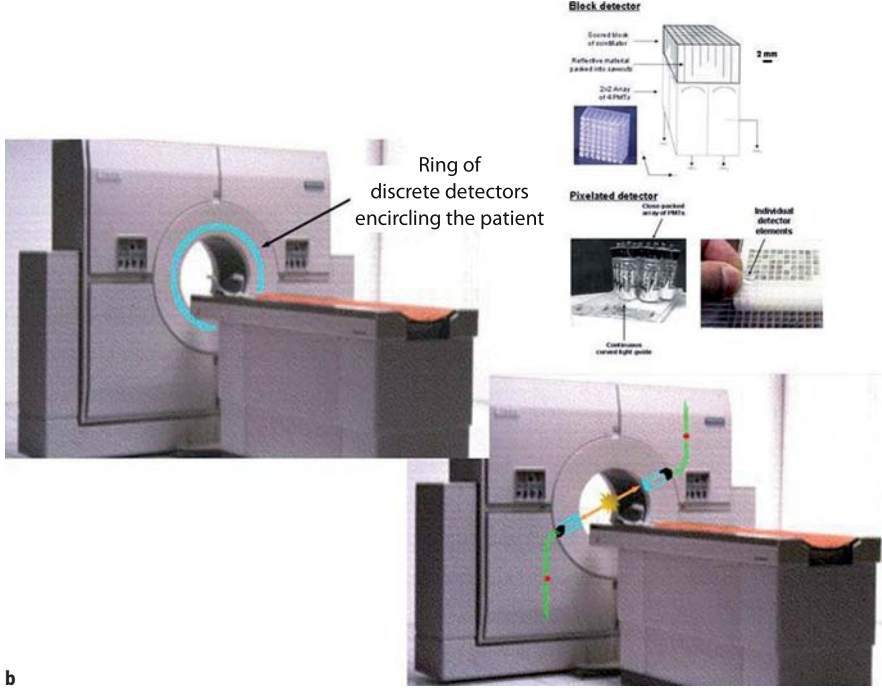 Block detector
Scored block
of scintillator
Reflective material
packed into sawcuts
2x2 Array
of 4 PMTs
2 mm
Ring of
discrete detectors
encircling the patient
Pixelated detector
Close packed
array of PMTs
Individual
detector
elements
Continuous
curved light guide
b